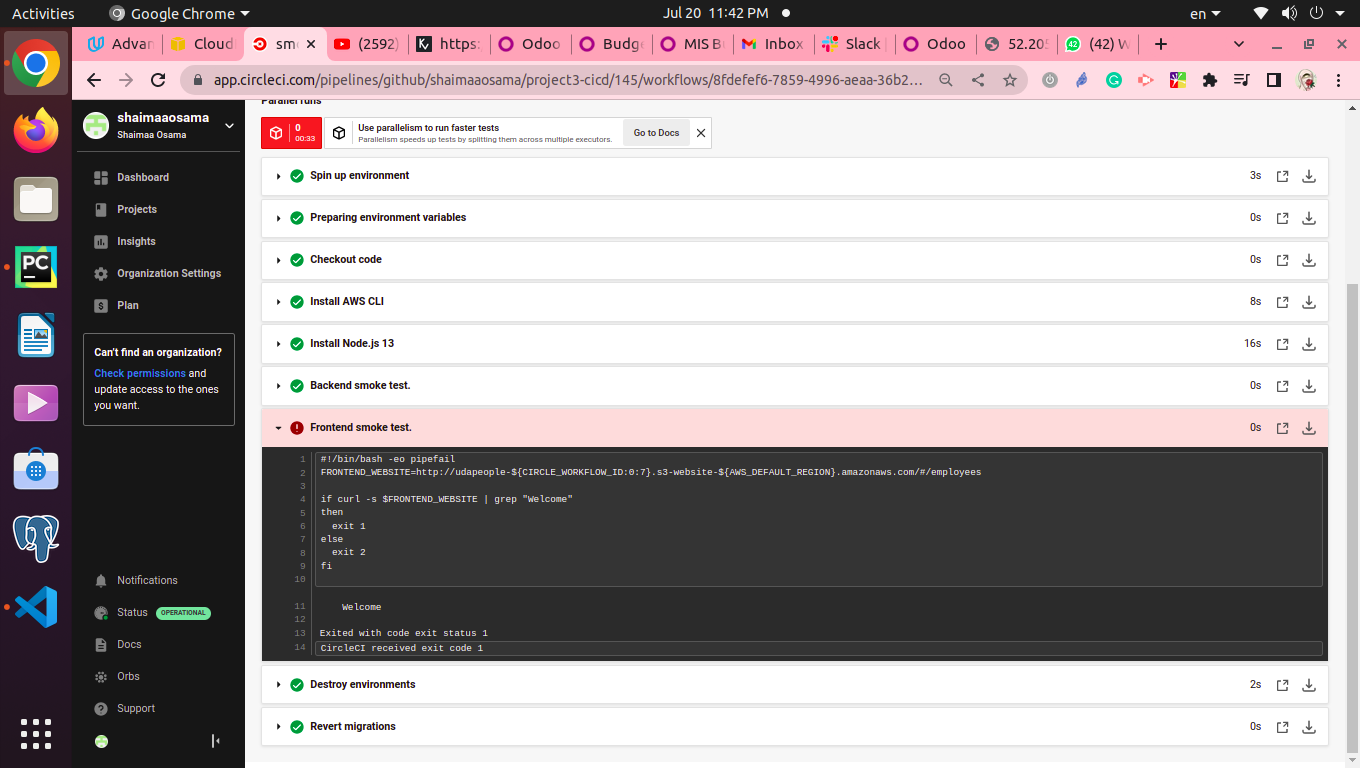 Activities
Google Chrome
Jul 20 11:42 PM
en
Advan
Cloud
smo
(2592)
https:
Odoo
Budge
MIS B
Inbox
Slack
Odoo
52.205
(42) W
app.circleci.com/pipelines/github/shaimaaosama/project3-cicd/145/workflows/8fdefef6-7859-4996-aeaa-36b2...
shaimaaosama
Shaimaa Osama
Dashboard
Projects
Insights
Organization Settings
Plan
Can't find an organization?
Check permissions and
update access to the ones
you want.
Notifications
Status OPERATIONAL
Docs
Orbs
Support
Parallel runs
0
00:33
Use parallelism to run faster tests
Parallelism speeds up tests by splitting them across multiple executors.
Go to Docs
Spin up environment 3s
Preparing environment variables 0s
Checkout code 0s
Install AWS CLI 8s
Install Node.js 13 16s
Backend smoke test. 0s
Frontend smoke test. 0s
1 #!/bin/bash -eo pipefail
2 FRONTEND_WEBSITE=http://udapeople-${CIRCLE_WORKFLOW_ID:0:7}.s3-website-${AWS_DEFAULT_REGION}.amazonaws.com/#/employees
3
4 if curl -s $FRONTEND_WEBSITE | grep "Welcome"
5 then
6 exit 1
7 else
8 exit 2
9 fi
10
11 Welcome
12
13 Exited with code exit status 1
14 CircleCI received exit code 1
Destroy environments 2s
Revert migrations 0s
PC